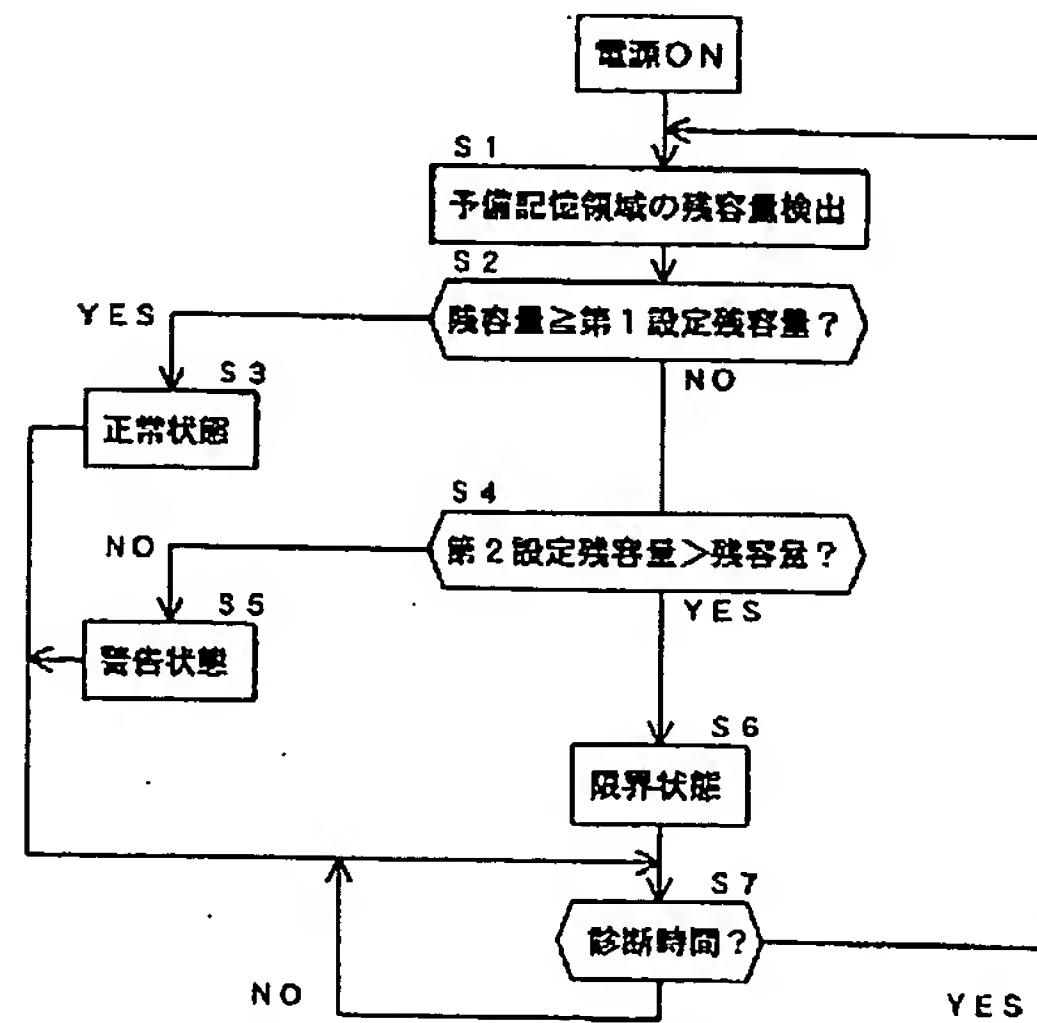 電源ON
S1
予備記位領域の残容量検出
S2
残容量≧第1設定残容量?
YES
NO
S3
正常状態
S4
第2設定残容量>残容量?
NO
YES
S5
警告状態
S6
限界状態
S7
診断時間?
NO
YES